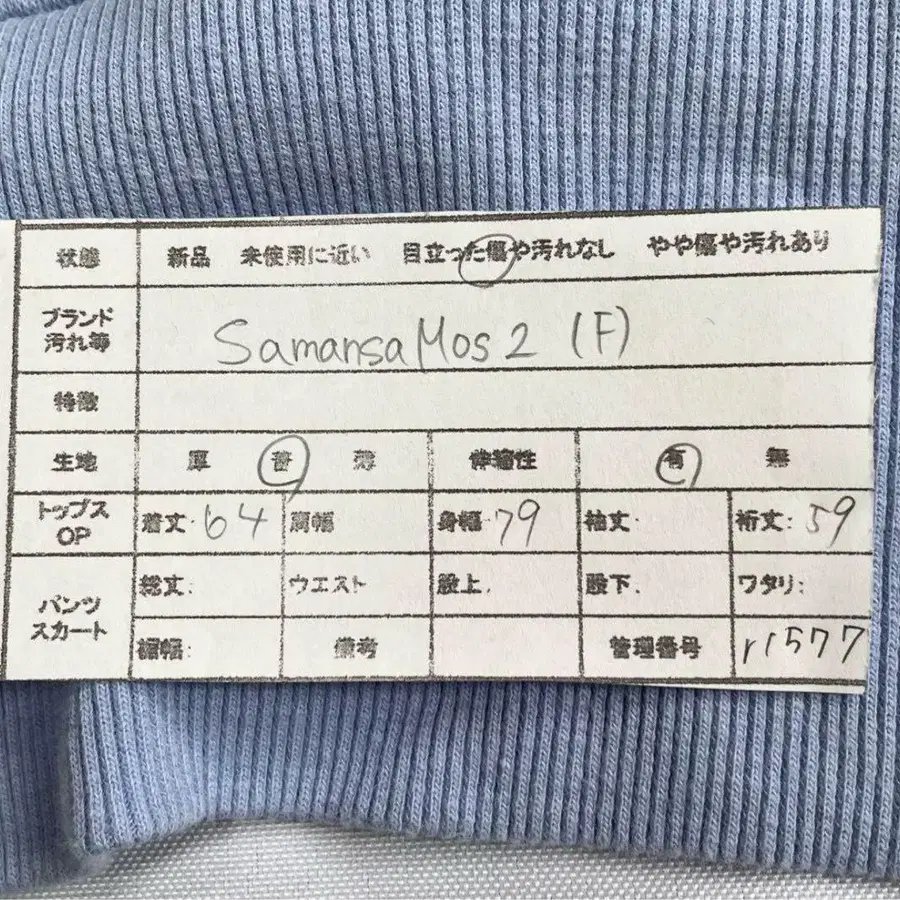 状態 新品 未使用に近い 目立った傷や汚れなし やや傷や汚れあり
ブランド
汚れ等
SamansaMos2 (F)
特徴
生地 厚 普 薄 伸縮性 有 無
トップス
OP
着丈: 64 肩幅 身幅: 79 袖丈: 裄丈: 59
パンツ
スカート
総丈: ウエスト 股上. 股下. ワタリ:
裾幅: 備考 管理番号 r1577